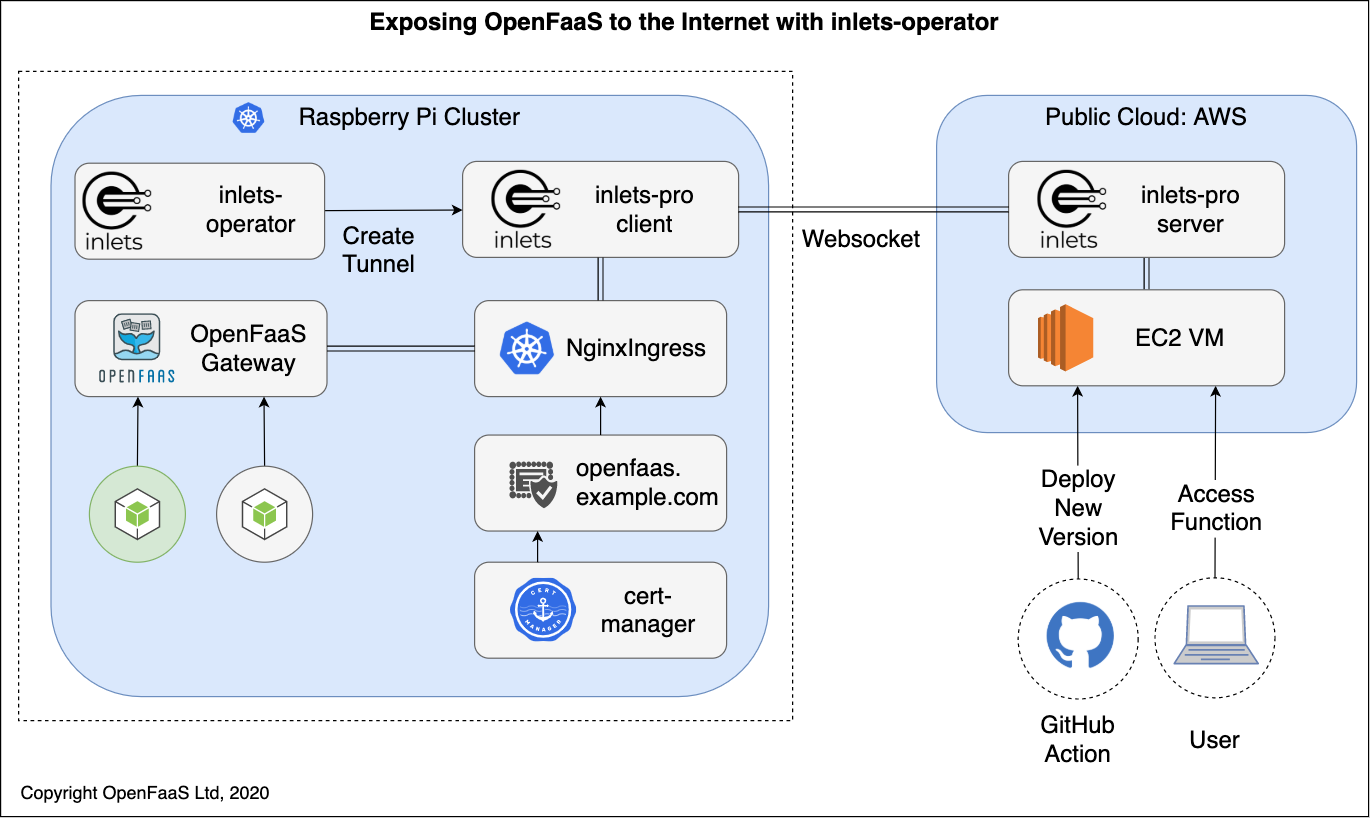 Exposing OpenFaaS to the Internet with inlets-operator
Raspberry Pi Cluster
inlets
inlets-
operator
Create
Tunnel
inlets
inlets-pro
client
Websocket
Public Cloud: AWS
inlets
inlets-pro
server
OPENFAAS
OpenFaaS
Gateway
NginxIngress
EC2 VM
openfaas.
example.com
CERT
MANAGER
cert-
manager
Deploy
New
Version
Access
Function
GitHub
Action
User
Copyright OpenFaaS Ltd, 2020